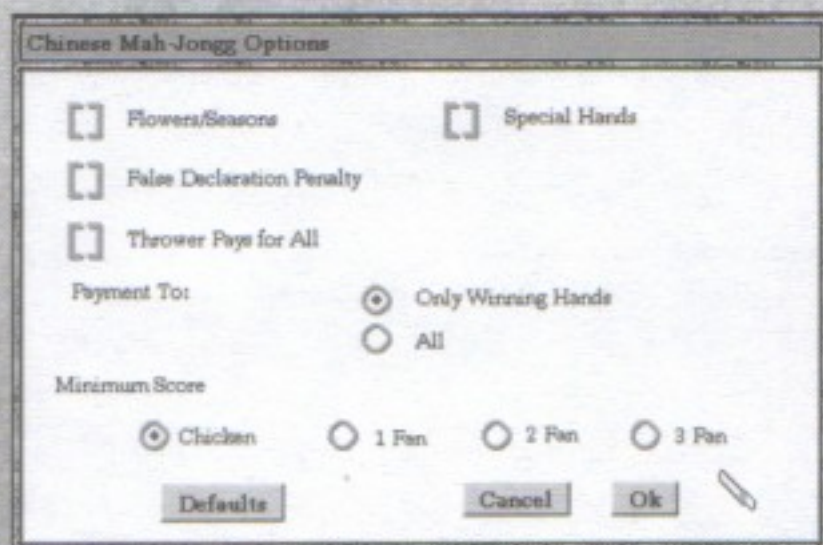 Chinese Mah-Jongg Options
Flowers/Seasons Special Hands
False Declaration Penalty
Thrower Pays for All
Payment To: Only Winning Hands
All
Minimum Score
Chicken 1 Fan 2 Fan 3 Fan
Defaults Cancel Ok